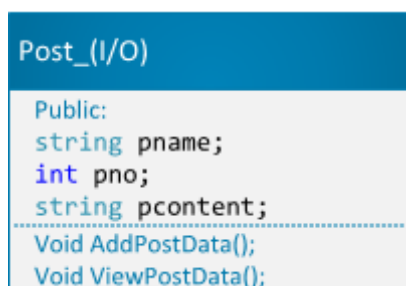 Post_(I/O)
Public:
string pname;
int pno;
string pcontent;
Void AddPostData();
Void ViewPostData();